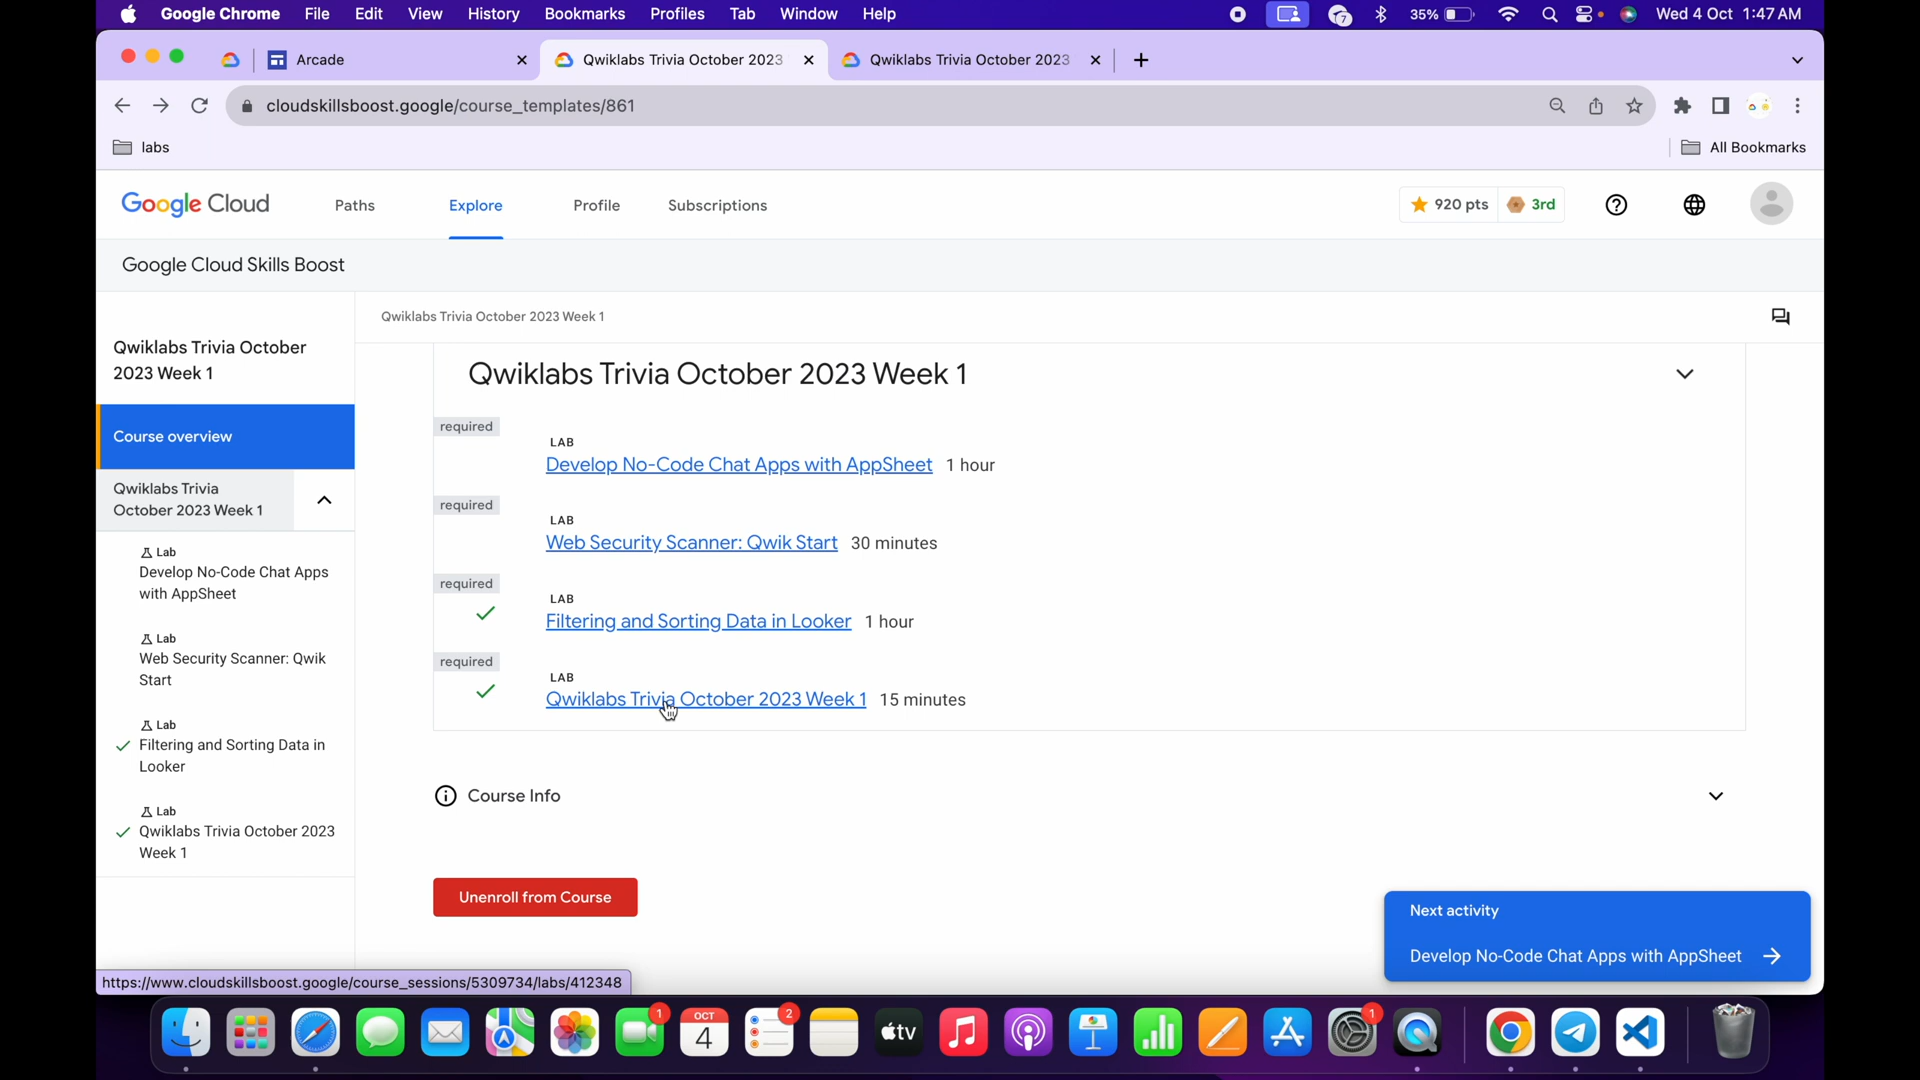 Google Chrome File Edit View History Bookmarks Profiles Tab Window Help 7 35% Wed 4 Oct 1:47 AM
Arcade
Qwiklabs Trivia October 2023
Qwiklabs Trivia October 2023
cloudskillsboost.google/course_templates/861
labs
All Bookmarks
Google Cloud Paths Explore Profile Subscriptions 920 pts 3rd
Google Cloud Skills Boost
Qwiklabs Trivia October
2023 Week 1
Course overview
Qwiklabs Trivia
October 2023 Week 1
Lab
Develop No-Code Chat Apps
with AppSheet
Lab
Web Security Scanner: Qwik
Start
Lab
Filtering and Sorting Data in
Looker
Lab
Qwiklabs Trivia October 2023
Week 1
Qwiklabs Trivia October 2023 Week 1
Qwiklabs Trivia October 2023 Week 1
required
LAB
Develop No-Code Chat Apps with AppSheet 1 hour
required
LAB
Web Security Scanner: Qwik Start 30 minutes
required
LAB
Filtering and Sorting Data in Looker 1 hour
required
LAB
Qwiklabs Trivia October 2023 Week 1 15 minutes
Course Info
Unenroll from Course
Next activity
Develop No-Code Chat Apps with AppSheet
https://www.cloudskillsboost.google/course_sessions/5309734/labs/412348
1
OCT
4
2
tv
1